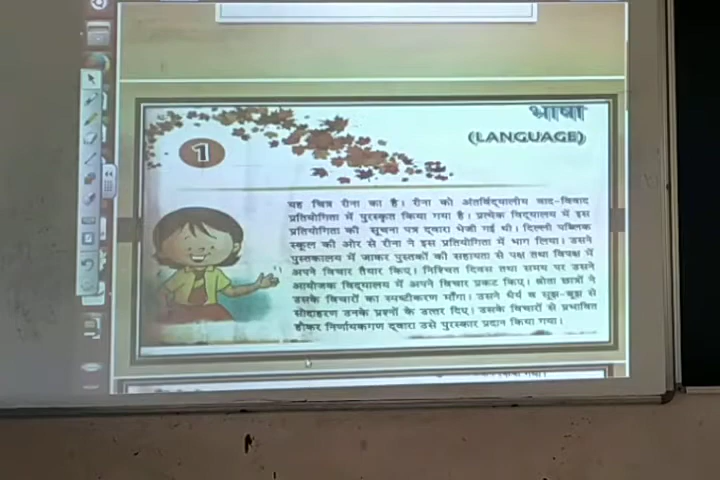 भाषा
(LANGUAGE)
1
यह चित्र रीना का है। रीना को अंतर्विद्यालीय वाद-विवाद
प्रतियोगिता में पुरस्कृत किया गया है। प्रत्येक विद्यालय में इस
प्रतियोगिता की सूचना पत्र द्वारा भेजी गई थी। दिल्ली पब्लिक
स्कूल की ओर से रीना ने इस प्रतियोगिता में भाग लिया। उसने
पुस्तकालय में जाकर पुस्तकों की सहायता से पक्ष तथा विपक्ष में
अपने विचार तैयार किए। निश्चित दिवस तथा समय पर उसने
आयोजक विद्यालय में अपने विचार प्रकट किए। श्रोता छात्रों ने
उसके विचारों का स्पष्टीकरण माँगा। उसने धैर्य व सूझ-बूझ से
सोदाहरण उनके प्रश्नों के उत्तर दिए। उसके विचारों से प्रभावित
होकर निर्णायकगण द्वारा उसे पुरस्कार प्रदान किया गया।